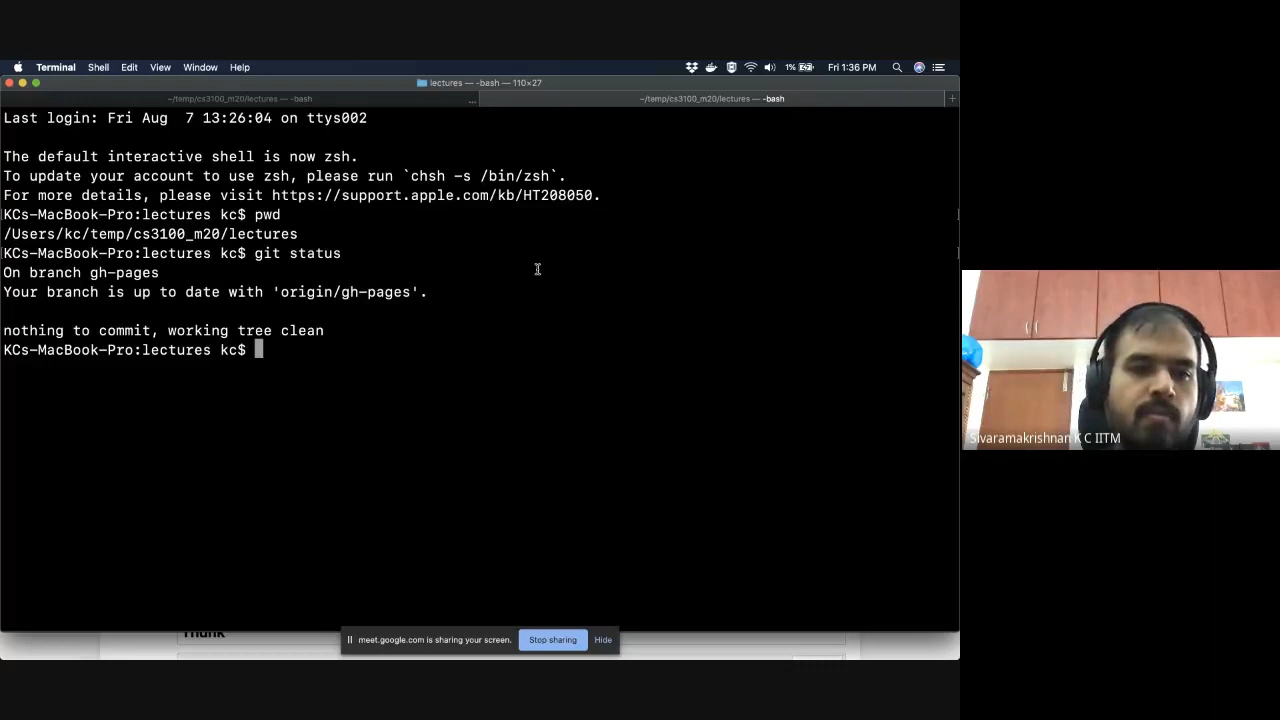 Terminal Shell Edit View Window Help 1% Fri 1:36 PM
lectures — -bash — 110×27
~/temp/cs3100_m20/lectures — -bash ... ~/temp/cs3100_m20/lectures — -bash +
Last login: Fri Aug  7 13:26:04 on ttys002
The default interactive shell is now zsh.
To update your account to use zsh, please run `chsh -s /bin/zsh`.
For more details, please visit https://support.apple.com/kb/HT208050.
KCs-MacBook-Pro:lectures kc$ pwd
/Users/kc/temp/cs3100_m20/lectures
KCs-MacBook-Pro:lectures kc$ git status
On branch gh-pages
Your branch is up to date with 'origin/gh-pages'.
nothing to commit, working tree clean
KCs-MacBook-Pro:lectures kc$
Sivaramakrishnan K C IITM
Thunk
meet.google.com is sharing your screen. Stop sharing Hide